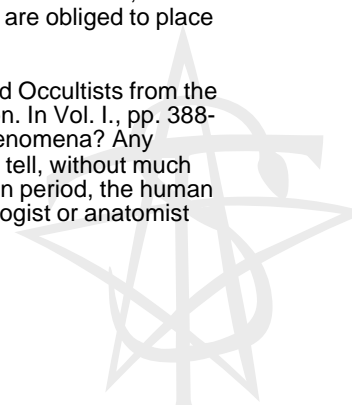 are obliged to place
d Occultists from the
n. In Vol. I., pp. 388-
enomena? Any
tell, without much
n period, the human
ogist or anatomist